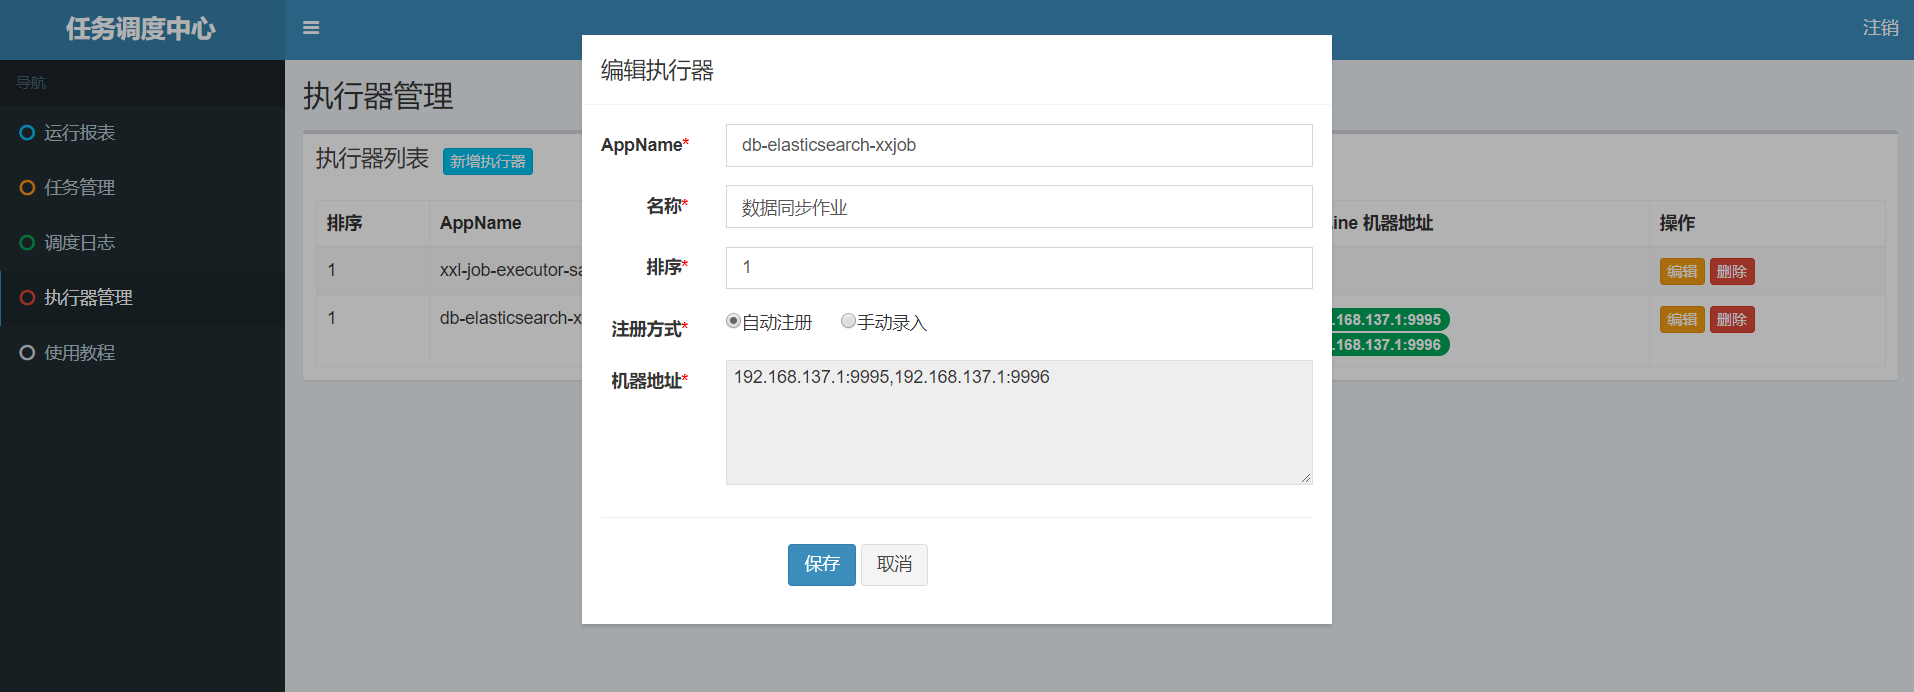 任务调度中心
注销
导航
运行报表
任务管理
调度日志
执行器管理
使用教程
执行器管理
执行器列表 新增执行器
排序 AppName line 机器地址 操作
1 xxl-job-executor-sa 编辑 删除
1 db-elasticsearch-x .168.137.1:9995 编辑 删除
.168.137.1:9996
编辑执行器
AppName* db-elasticsearch-xxjob
名称* 数据同步作业
排序* 1
注册方式* 自动注册 手动录入
机器地址* 192.168.137.1:9995,192.168.137.1:9996
保存 取消